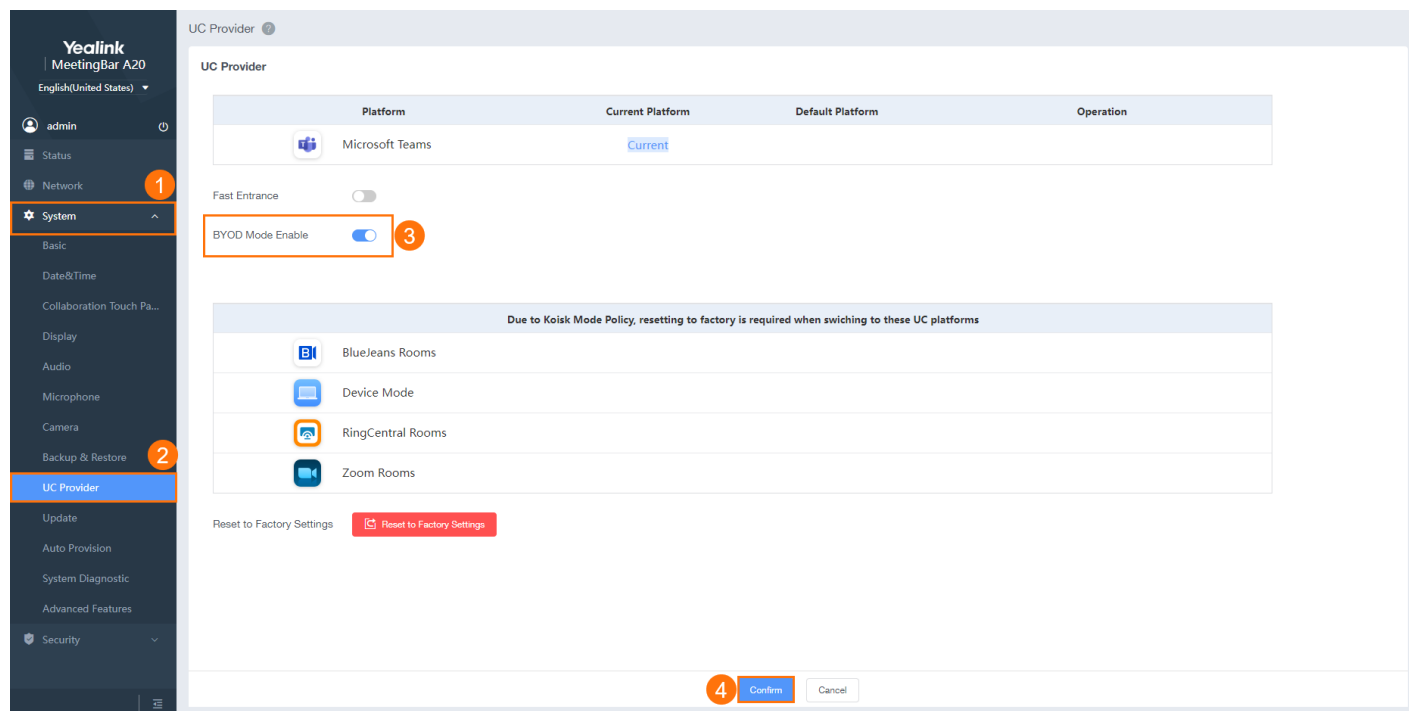 Yealink
| MeetingBar A20
English(United States)
admin
Status
Network
1
System
Basic
Date&Time
Collaboration Touch Pa...
Display
Audio
Microphone
Camera
Backup & Restore
2
UC Provider
Update
Auto Provision
System Diagnostic
Advanced Features
Security
UC Provider ?
UC Provider
Platform Current Platform Default Platform Operation
Microsoft Teams Current
Fast Entrance
BYOD Mode Enable 3
Due to Koisk Mode Policy, resetting to factory is required when swiching to these UC platforms
BlueJeans Rooms
Device Mode
RingCentral Rooms
Zoom Rooms
Reset to Factory Settings Reset to Factory Settings
4 Confirm Cancel